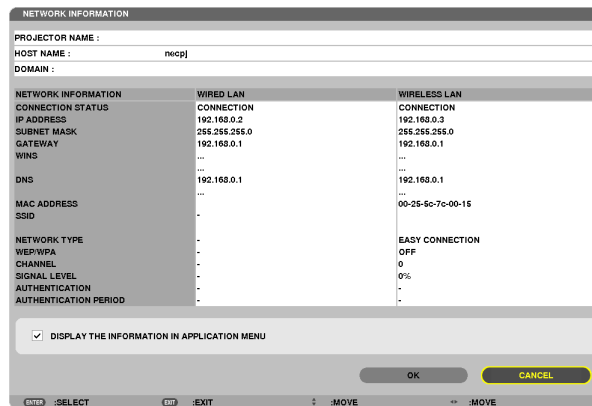 NETWORK INFORMATION
PROJECTOR NAME :
HOST NAME : necpj
DOMAIN :
NETWORK INFORMATION WIRED LAN WIRELESS LAN
CONNECTION STATUS CONNECTION CONNECTION
IP ADDRESS 192.168.0.2 192.168.0.3
SUBNET MASK 255.255.255.0 255.255.255.0
GATEWAY 192.168.0.1 192.168.0.1
WINS ... ...
... ...
DNS 192.168.0.1 192.168.0.1
... ...
MAC ADDRESS 00-25-5c-7c-00-15
SSID -
NETWORK TYPE - EASY CONNECTION
WEP/WPA - OFF
CHANNEL - 0
SIGNAL LEVEL - 0%
AUTHENTICATION - -
AUTHENTICATION PERIOD - -
DISPLAY THE INFORMATION IN APPLICATION MENU
OK CANCEL
ENTER :SELECT EXIT :EXIT :MOVE :MOVE